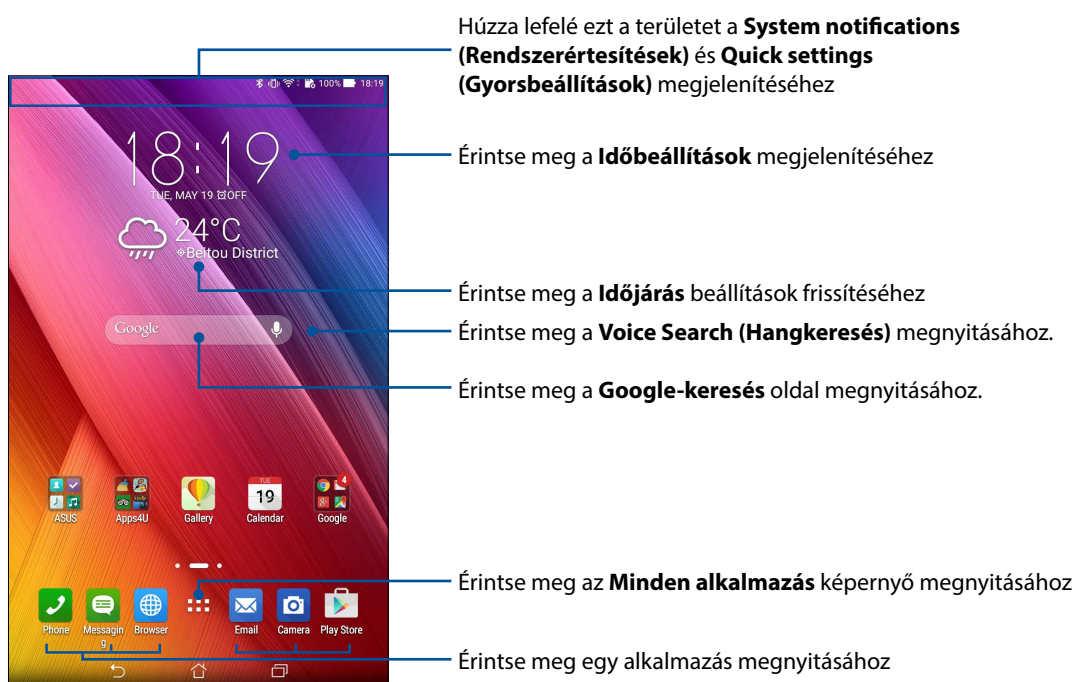 Húzza lefelé ezt a területet a System notifications
(Rendszerértesítések) és Quick settings
(Gyorsbeállítások) megjelenítéséhez
100% 18:19
18:19
Érintse meg a Időbeállítások megjelenítéséhez
TUE, MAY 19 OFF
24°C
Beitou District
Érintse meg a Időjárás beállítások frissítéséhez
Google
Érintse meg a Voice Search (Hangkeresés) megnyitásához.
Érintse meg a Google-keresés oldal megnyitásához.
TUE
19
4
ASUS Apps4U Gallery Calendar Google
Érintse meg az Minden alkalmazás képernyő megnyitásához
Phone Messagin Browser Email Camera Play Store
g
Érintse meg egy alkalmazás megnyitásához